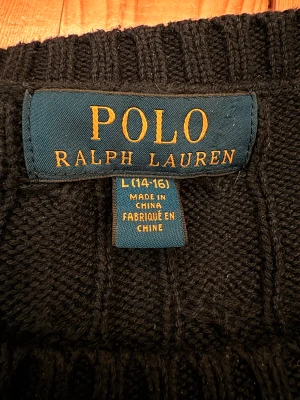 POLO
RALPH LAUREN
L (14-16)
MADE IN
CHINA
FABRIQUÉ EN
CHINE